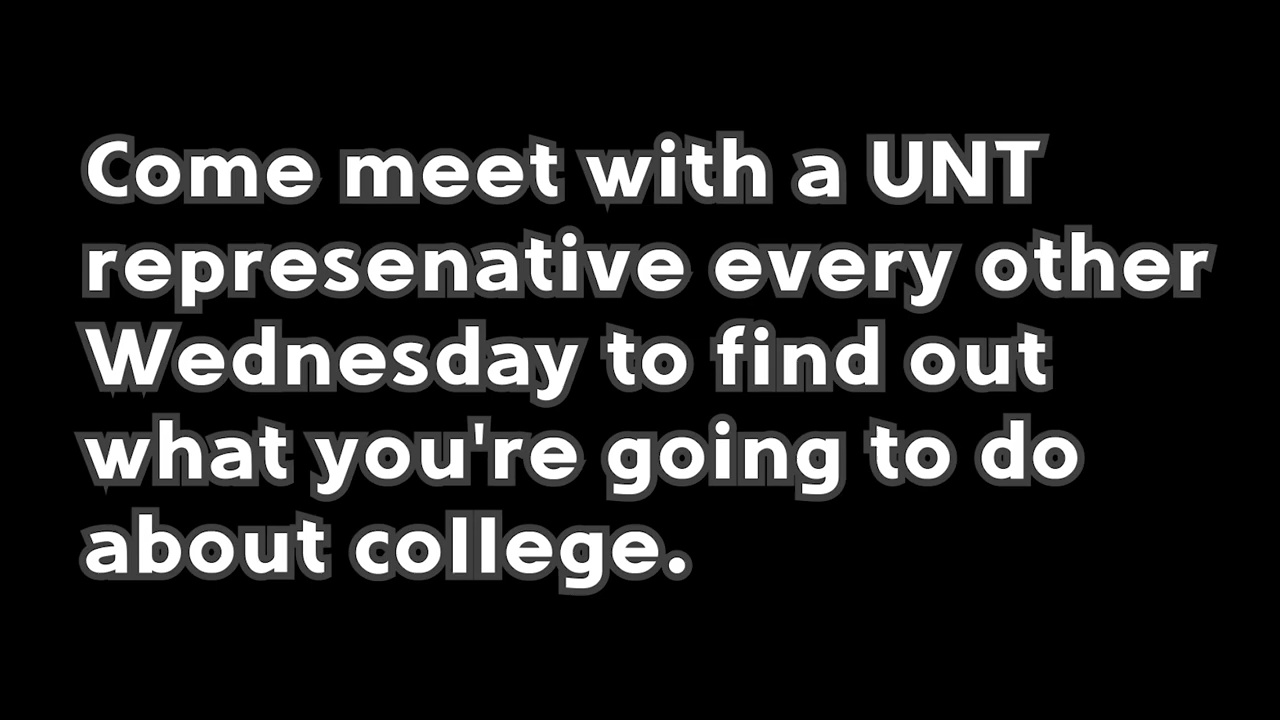 Come meet with a UNT
represenative every other
Wednesday to find out
what you're going to do
about college.